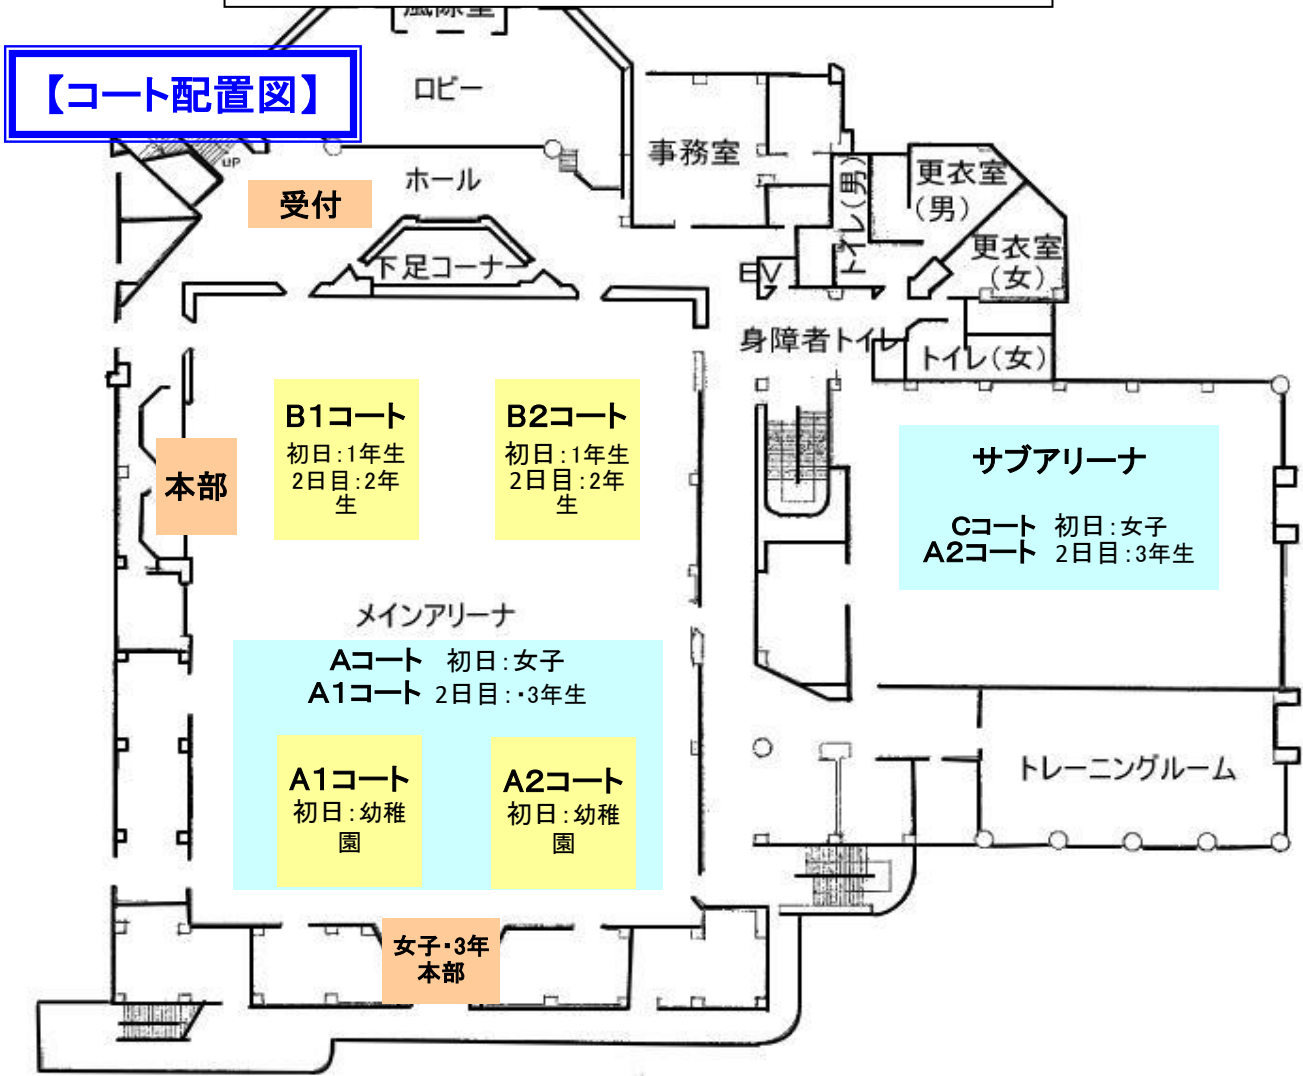 風除室
【コート配置図】
ロビー
事務室
UP
ホール
受付
トイレ(男)
更衣室
(男)
更衣室
(女)
下足コーナー
EV
身障者トイレ
トイレ(女)
B1コート
初日:1年生
2日目:2年
生
B2コート
初日:1年生
2日目:2年
生
本部
サブアリーナ
Cコート 初日:女子
A2コート 2日目:3年生
メインアリーナ
Aコート 初日:女子
A1コート 2日目:・3年生
A1コート
初日:幼稚
園
A2コート
初日:幼稚
園
トレーニングルーム
女子・3年
本部